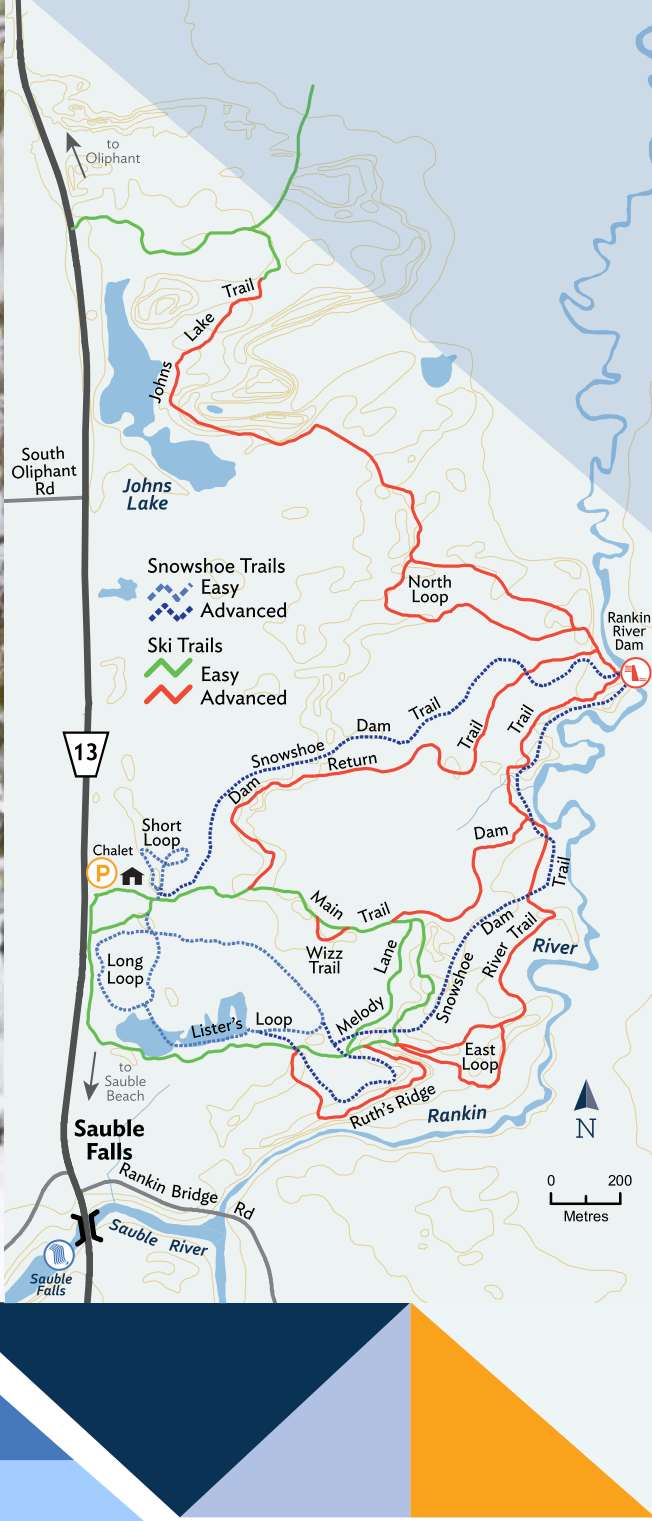 to
Oliphant
Johns Lake Trail
South
Oliphant
Rd
Johns
Lake
Snowshoe Trails
Easy
Advanced
Ski Trails
Easy
Advanced
North
Loop
Rankin
River
Dam
13
Snowshoe Dam Trail
Dam Return Trail
Dam Trail
Short
Loop
Chalet
P
Main Trail
Wizz
Trail
Long
Loop
Lister's Loop
Melody Lane
Snowshoe Dam Trail
River Trail
River
East
Loop
Ruth's Ridge
Rankin
to
Sauble
Beach
Sauble
Falls
Rankin Bridge Rd
N
0 200
Metres
Sauble River
Sauble
Falls